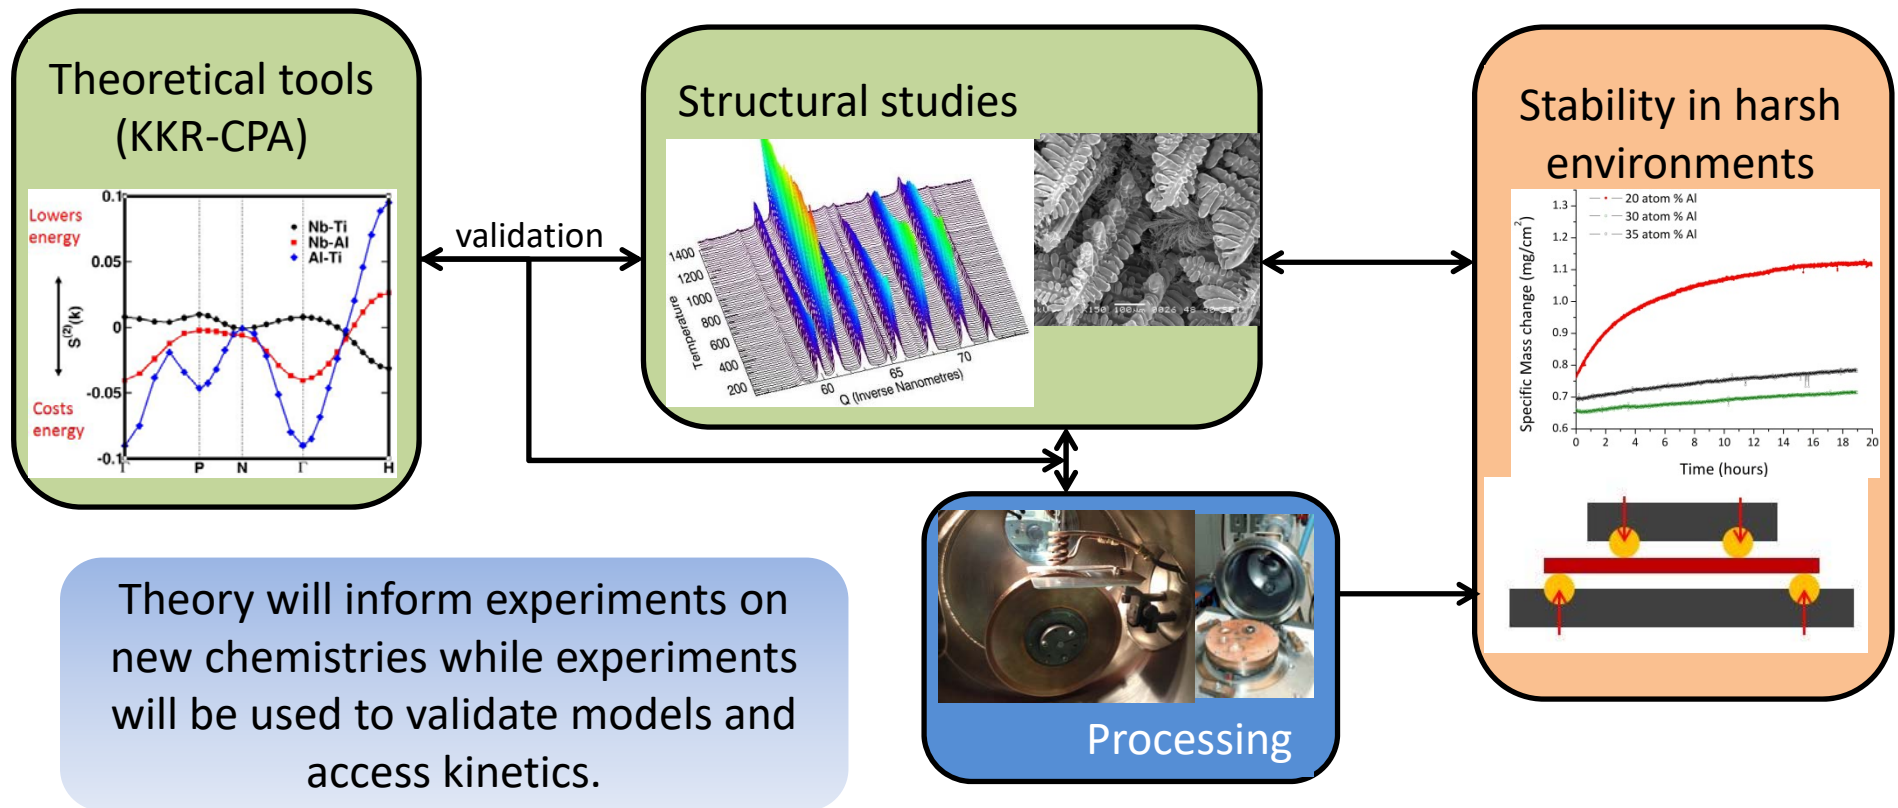 Theoretical tools
(KKR-CPA)
Lowers
energy
S(2)(k)
Costs
energy
0.1
0.05
0
-0.05
-0.1
Nb-Ti
Nb-Al
Al-Ti
Γ P N Γ H
validation
Structural studies
1400
1200
1000
800
600
400
200
Temperature
60 65 70
Q (Inverse Nanometres)
Stability in harsh
environments
20 atom % Al
30 atom % Al
35 atom % Al
Specific Mass change (mg/cm2)
1.3
1.2
1.1
1.0
0.9
0.8
0.7
0.6
0 2 4 6 8 10 12 14 16 18 20
Time (hours)
Processing
Theory will inform experiments on
new chemistries while experiments
will be used to validate models and
access kinetics.